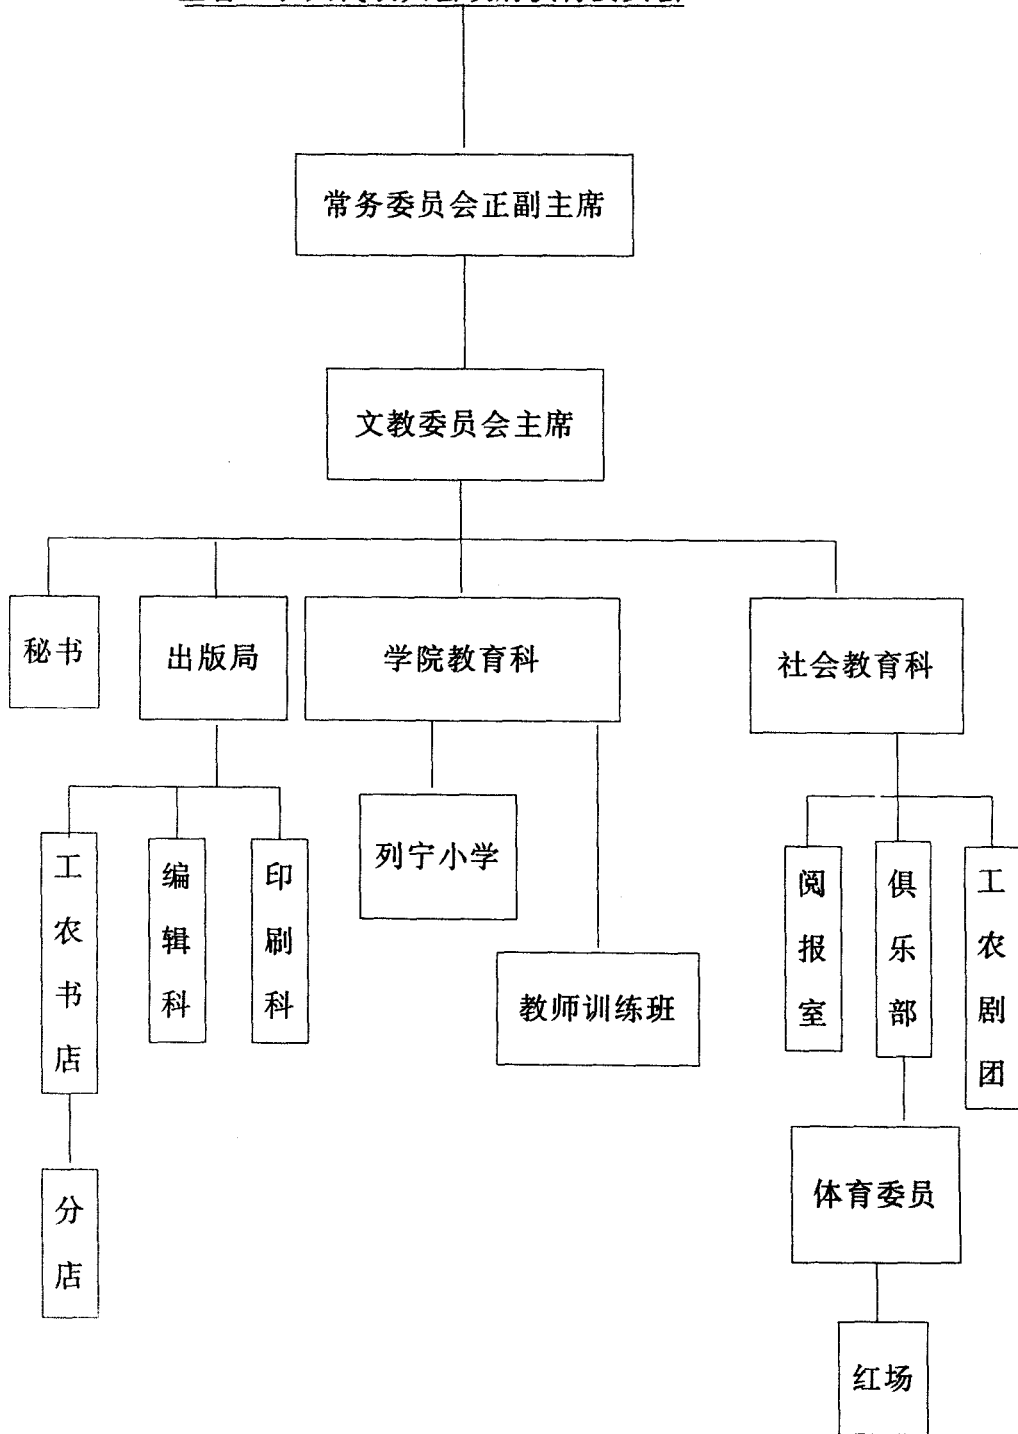 常务委员会正副主席
文教委员会主席
秘书
出版局
学院教育科
社会教育科
工农书店
编辑科
印刷科
列宁小学
教师训练班
阅报室
俱乐部
工农剧团
分店
体育委员
红场